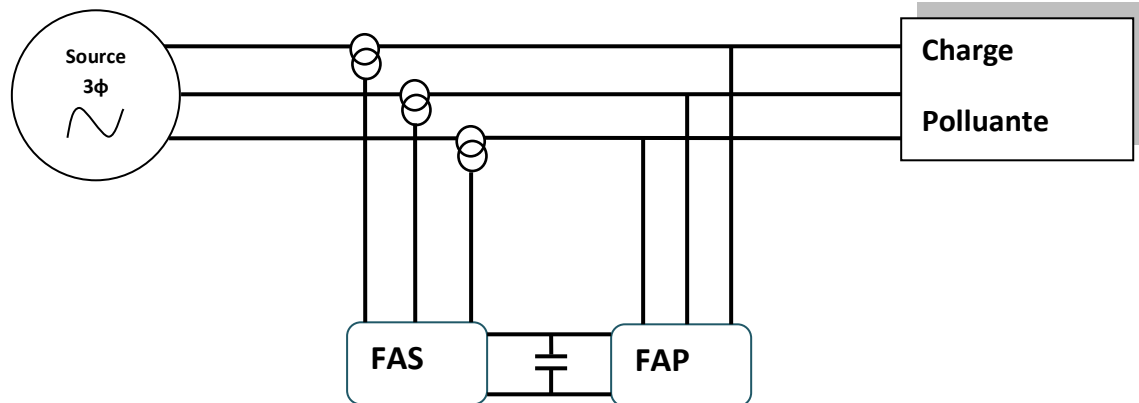 Source
3ϕ
Charge
Polluante
FAS
FAP